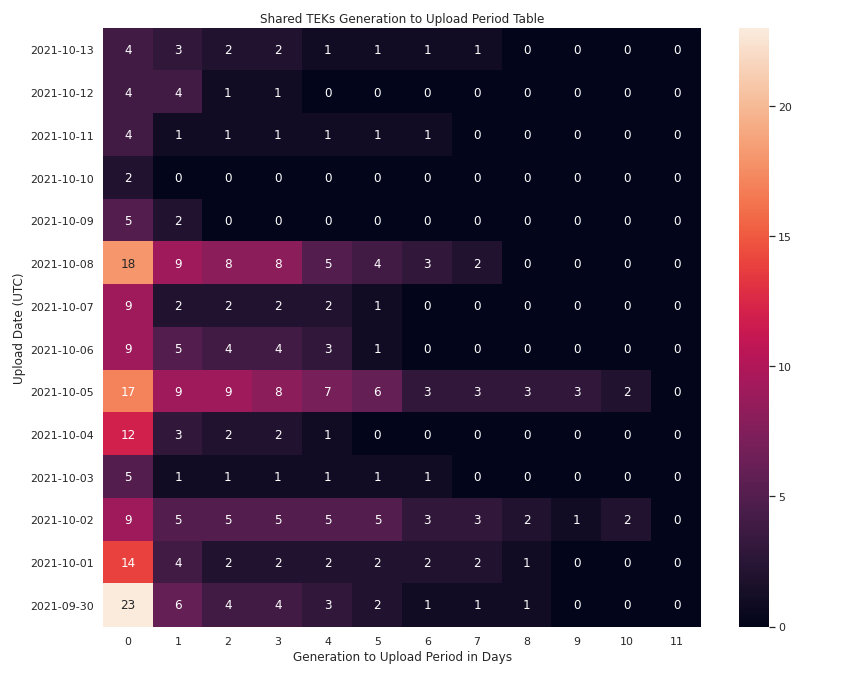 Shared TEKs Generation to Upload Period Table
Upload Date (UTC)
2021-10-13 4 3 2 2 1 1 1 1 0 0 0 0
2021-10-12 4 4 1 1 0 0 0 0 0 0 0 0
2021-10-11 4 1 1 1 1 1 1 0 0 0 0 0
2021-10-10 2 0 0 0 0 0 0 0 0 0 0 0
2021-10-09 5 2 0 0 0 0 0 0 0 0 0 0
2021-10-08 18 9 8 8 5 4 3 2 0 0 0 0
2021-10-07 9 2 2 2 2 1 0 0 0 0 0 0
2021-10-06 9 5 4 4 3 1 0 0 0 0 0 0
2021-10-05 17 9 9 8 7 6 3 3 3 3 2 0
2021-10-04 12 3 2 2 1 0 0 0 0 0 0 0
2021-10-03 5 1 1 1 1 1 1 0 0 0 0 0
2021-10-02 9 5 5 5 5 5 3 3 2 1 2 0
2021-10-01 14 4 2 2 2 2 2 2 1 0 0 0
2021-09-30 23 6 4 4 3 2 1 1 1 0 0 0
0 1 2 3 4 5 6 7 8 9 10 11
Generation to Upload Period in Days
20
15
10
5
0